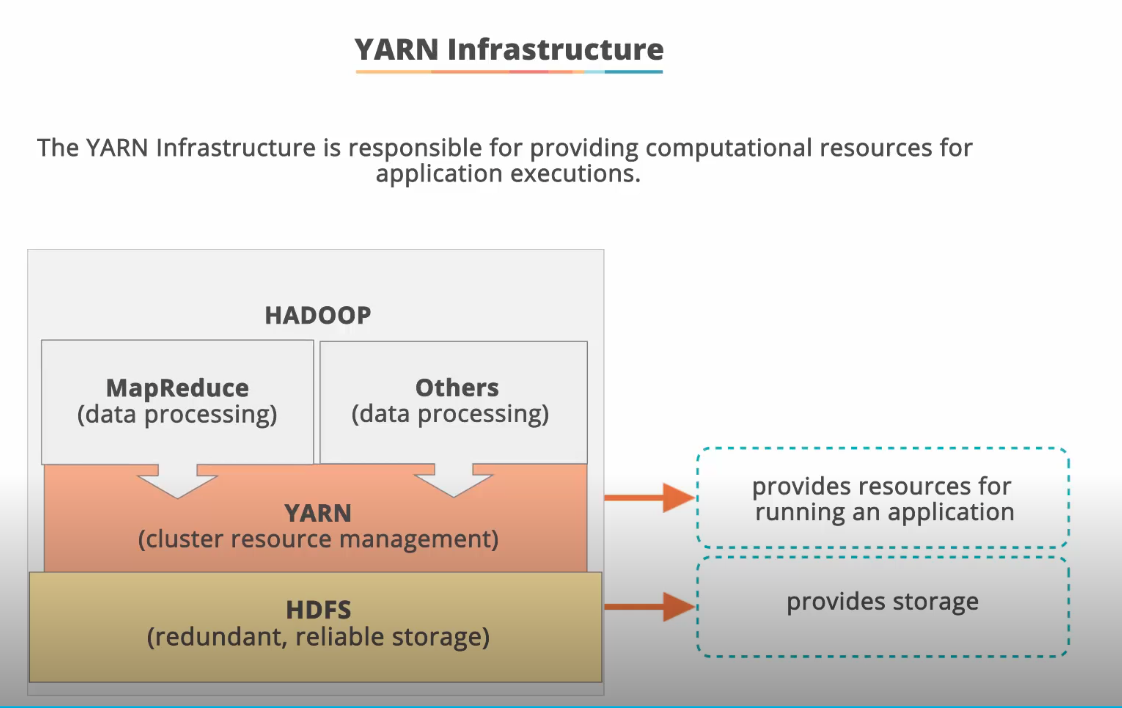 YARN Infrastructure
The YARN Infrastructure is responsible for providing computational resources for
application executions.
HADOOP
MapReduce
(data processing)
Others
(data processing)
YARN
(cluster resource management)
provides resources for
running an application
HDFS
(redundant, reliable storage)
provides storage